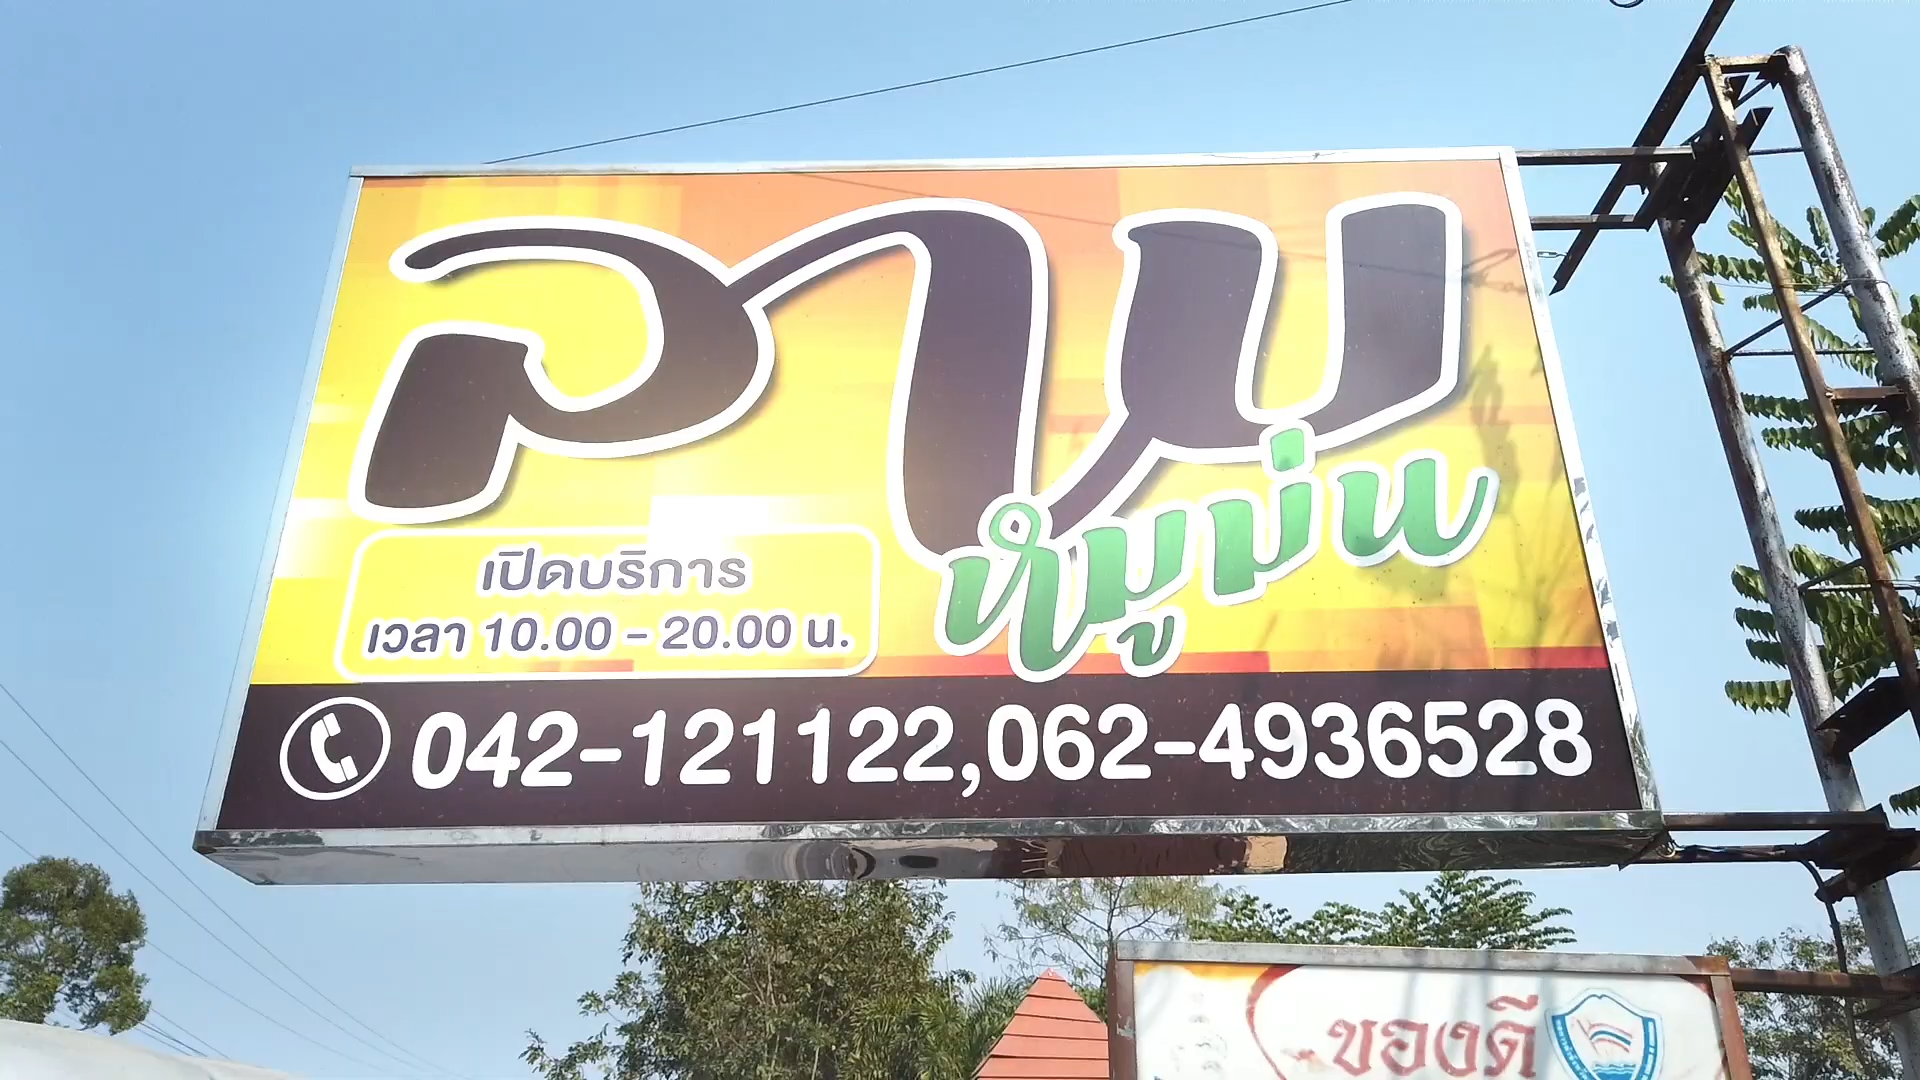 ลาบ
หมูม่น
เปิดบริการ
เวลา 10.00 - 20.00 น.
042-121122,062-4936528
ของดี